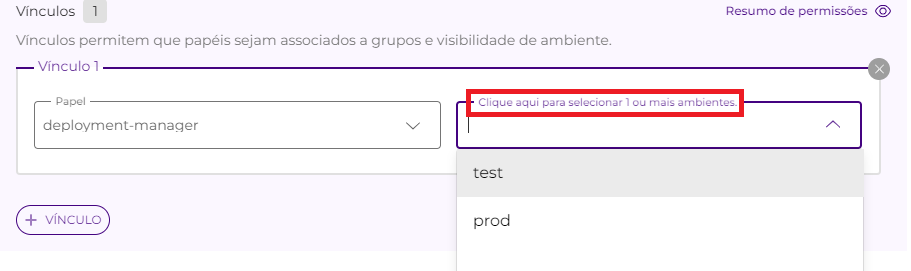 Vínculos 1
Resumo de permissões
Vínculos permitem que papéis sejam associados a grupos e visibilidade de ambiente.
Vínculo 1
Papel
deployment-manager
Clique aqui para selecionar 1 ou mais ambientes.
test
prod
+ VÍNCULO